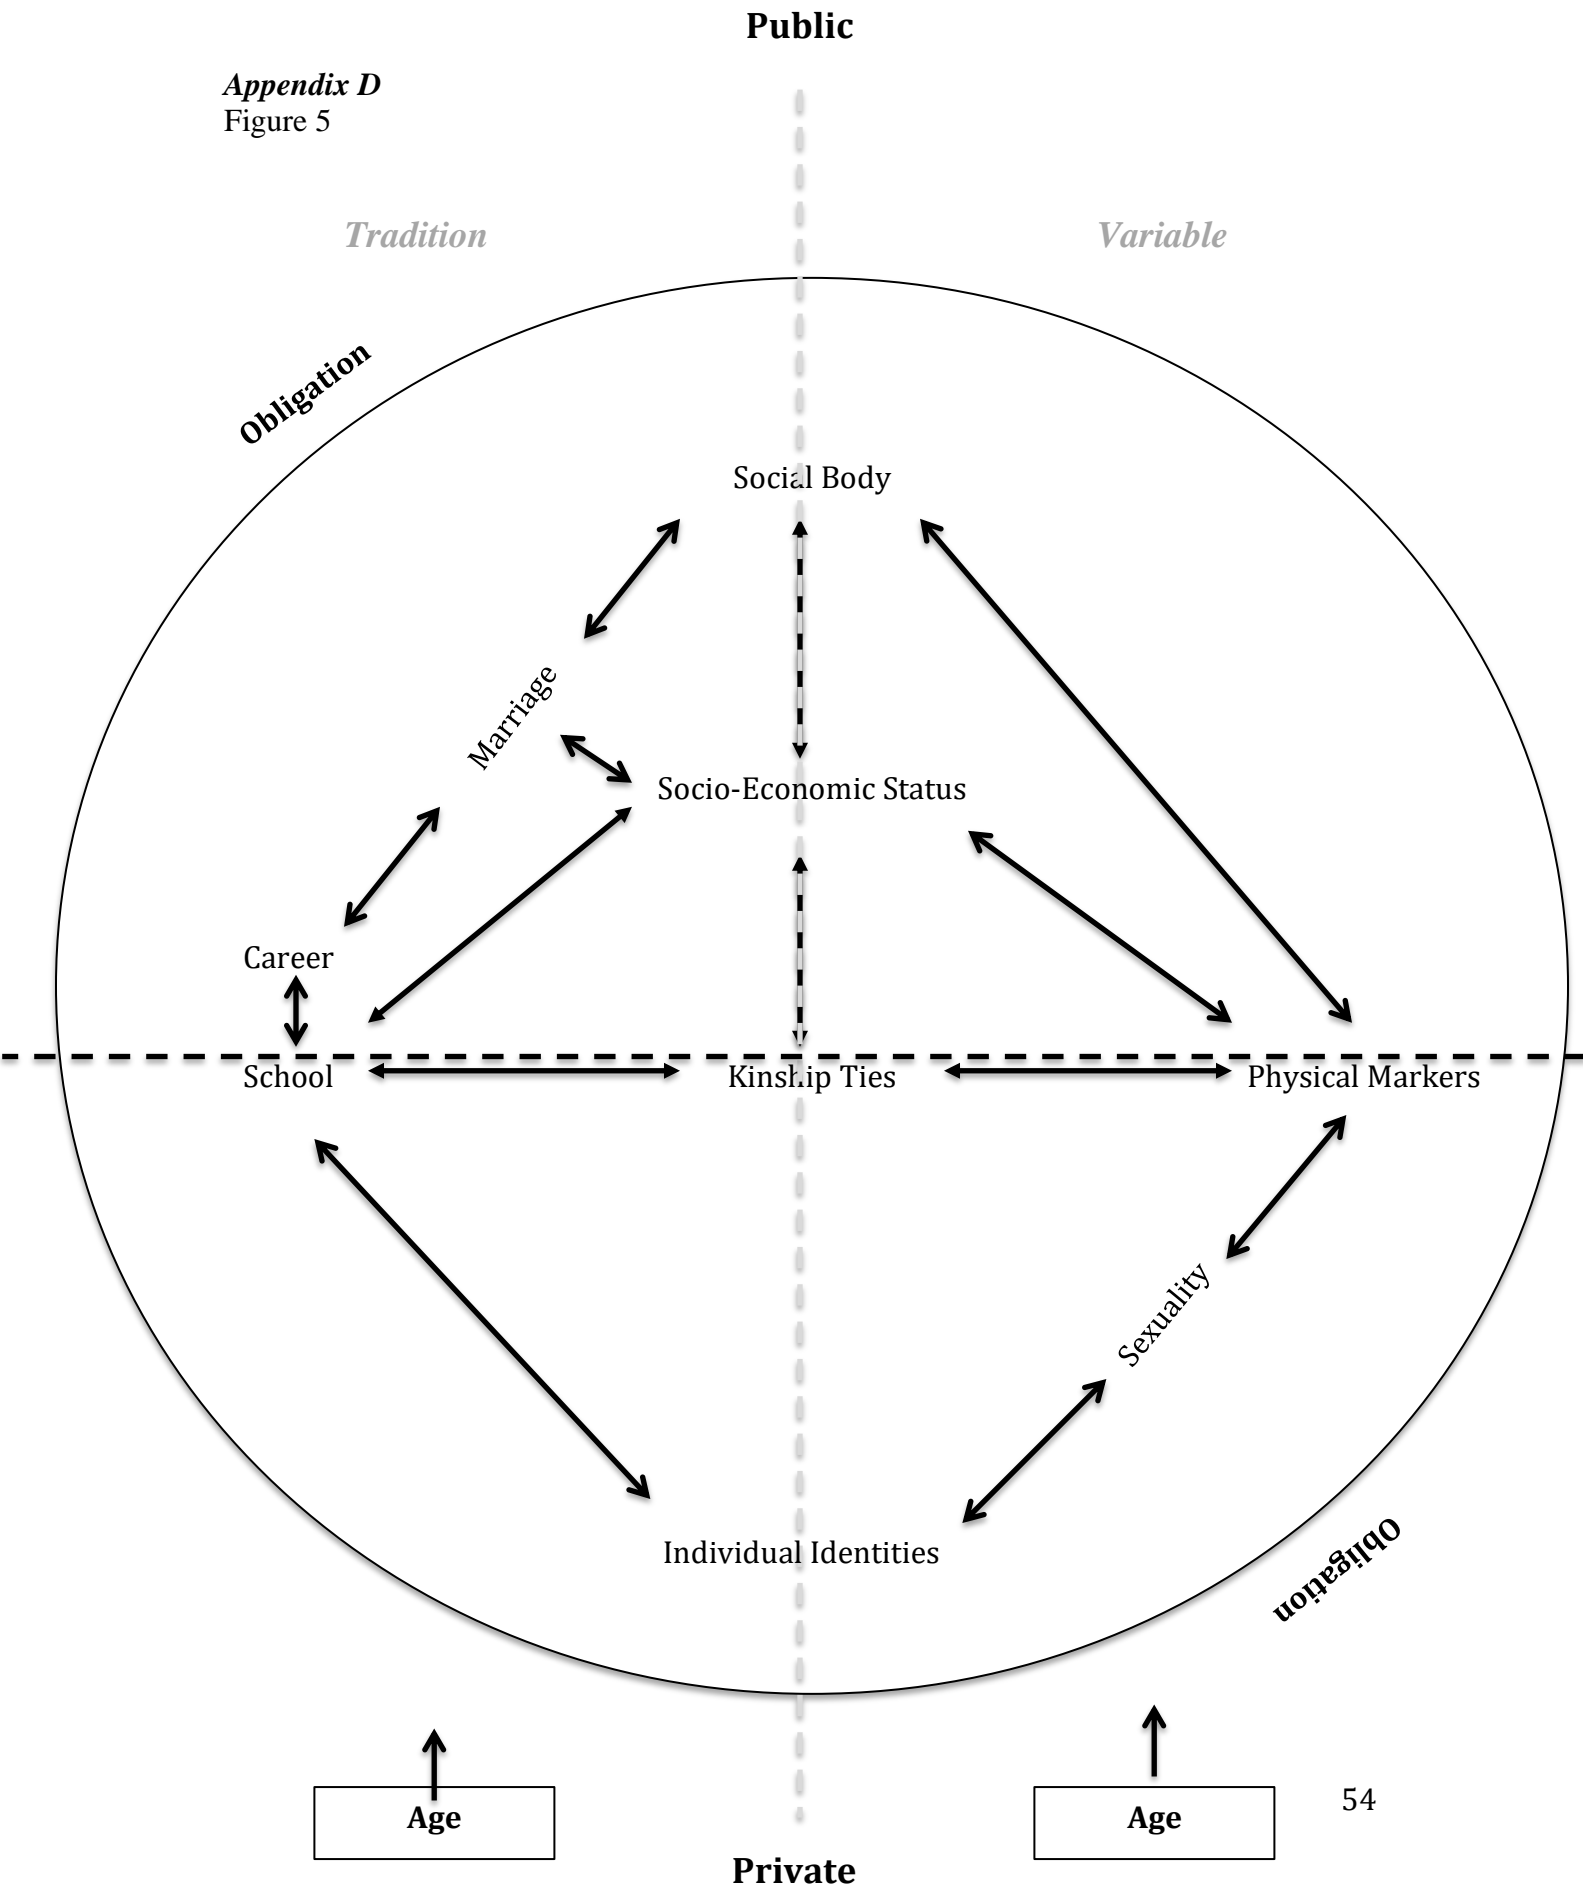 Public
Appendix D
Figure 5
Tradition
Variable
Obligation
Social Body
Marriage
Socio-Economic Status
Career
School
Kinship Ties
Physical Markers
Sexuality
Individual Identities
Obligation
Age
Age
54
Private